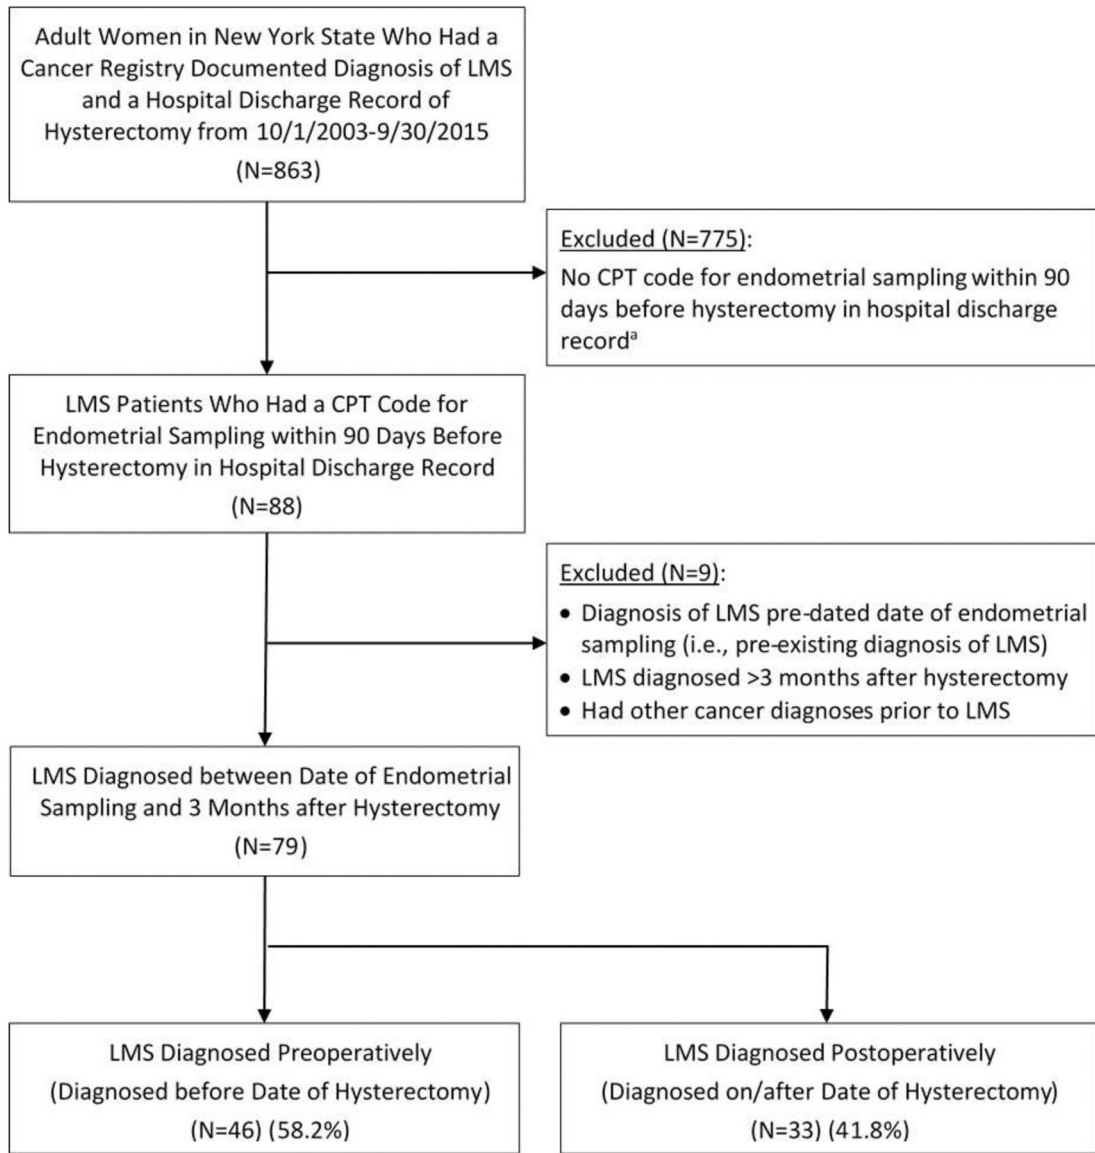 Adult Women in New York State Who Had a
Cancer Registry Documented Diagnosis of LMS
and a Hospital Discharge Record of
Hysterectomy from 10/1/2003-9/30/2015
(N=863)
Excluded (N=775):
No CPT code for endometrial sampling within 90
days before hysterectomy in hospital discharge
recordᵃ
LMS Patients Who Had a CPT Code for
Endometrial Sampling within 90 Days Before
Hysterectomy in Hospital Discharge Record
(N=88)
Excluded (N=9):
• Diagnosis of LMS pre-dated date of endometrial
sampling (i.e., pre-existing diagnosis of LMS)
• LMS diagnosed >3 months after hysterectomy
• Had other cancer diagnoses prior to LMS
LMS Diagnosed between Date of Endometrial
Sampling and 3 Months after Hysterectomy
(N=79)
LMS Diagnosed Preoperatively
(Diagnosed before Date of Hysterectomy)
(N=46) (58.2%)
LMS Diagnosed Postoperatively
(Diagnosed on/after Date of Hysterectomy)
(N=33) (41.8%)